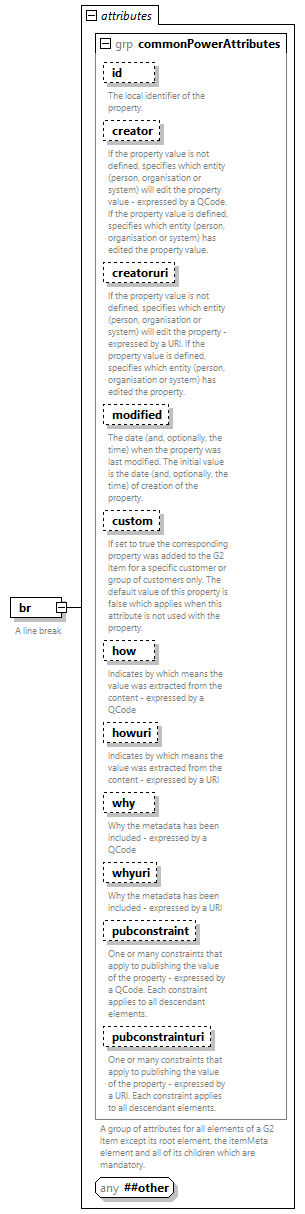 attributes
grp commonPowerAttributes
id
The local identifier of the
property.
creator
If the property value is not
defined, specifies which entity
(person, organisation or
system) will edit the property
value - expressed by a QCode.
If the property value is defined,
specifies which entity (person,
organisation or system) has
edited the property value.
creatoruri
If the property value is not
defined, specifies which entity
(person, organisation or
system) will edit the property -
expressed by a URI. If the
property value is defined,
specifies which entity (person,
organisation or system) has
edited the property.
modified
The date (and, optionally, the
time) when the property was
last modified. The initial value
is the date (and, optionally, the
time) of creation of the
property.
custom
If set to true the corresponding
property was added to the G2
Item for a specific customer or
group of customers only. The
default value of this property is
false which applies when this
attribute is not used with the
property.
br
A line break
how
Indicates by which means the
value was extracted from the
content - expressed by a
QCode
howuri
Indicates by which means the
value was extracted from the
content - expressed by a URI
why
Why the metadata has been
included - expressed by a
QCode
whyuri
Why the metadata has been
included - expressed by a URI
pubconstraint
One or many constraints that
apply to publishing the value
of the property - expressed by
a QCode. Each constraint
applies to all descendant
elements.
pubconstrainturi
One or many constraints that
apply to publishing the value
of the property - expressed by
a URI. Each constraint applies
to all descendant elements.
A group of attributes for all elements of a G2
Item except its root element, the itemMeta
element and all of its children which are
mandatory.
any ##other